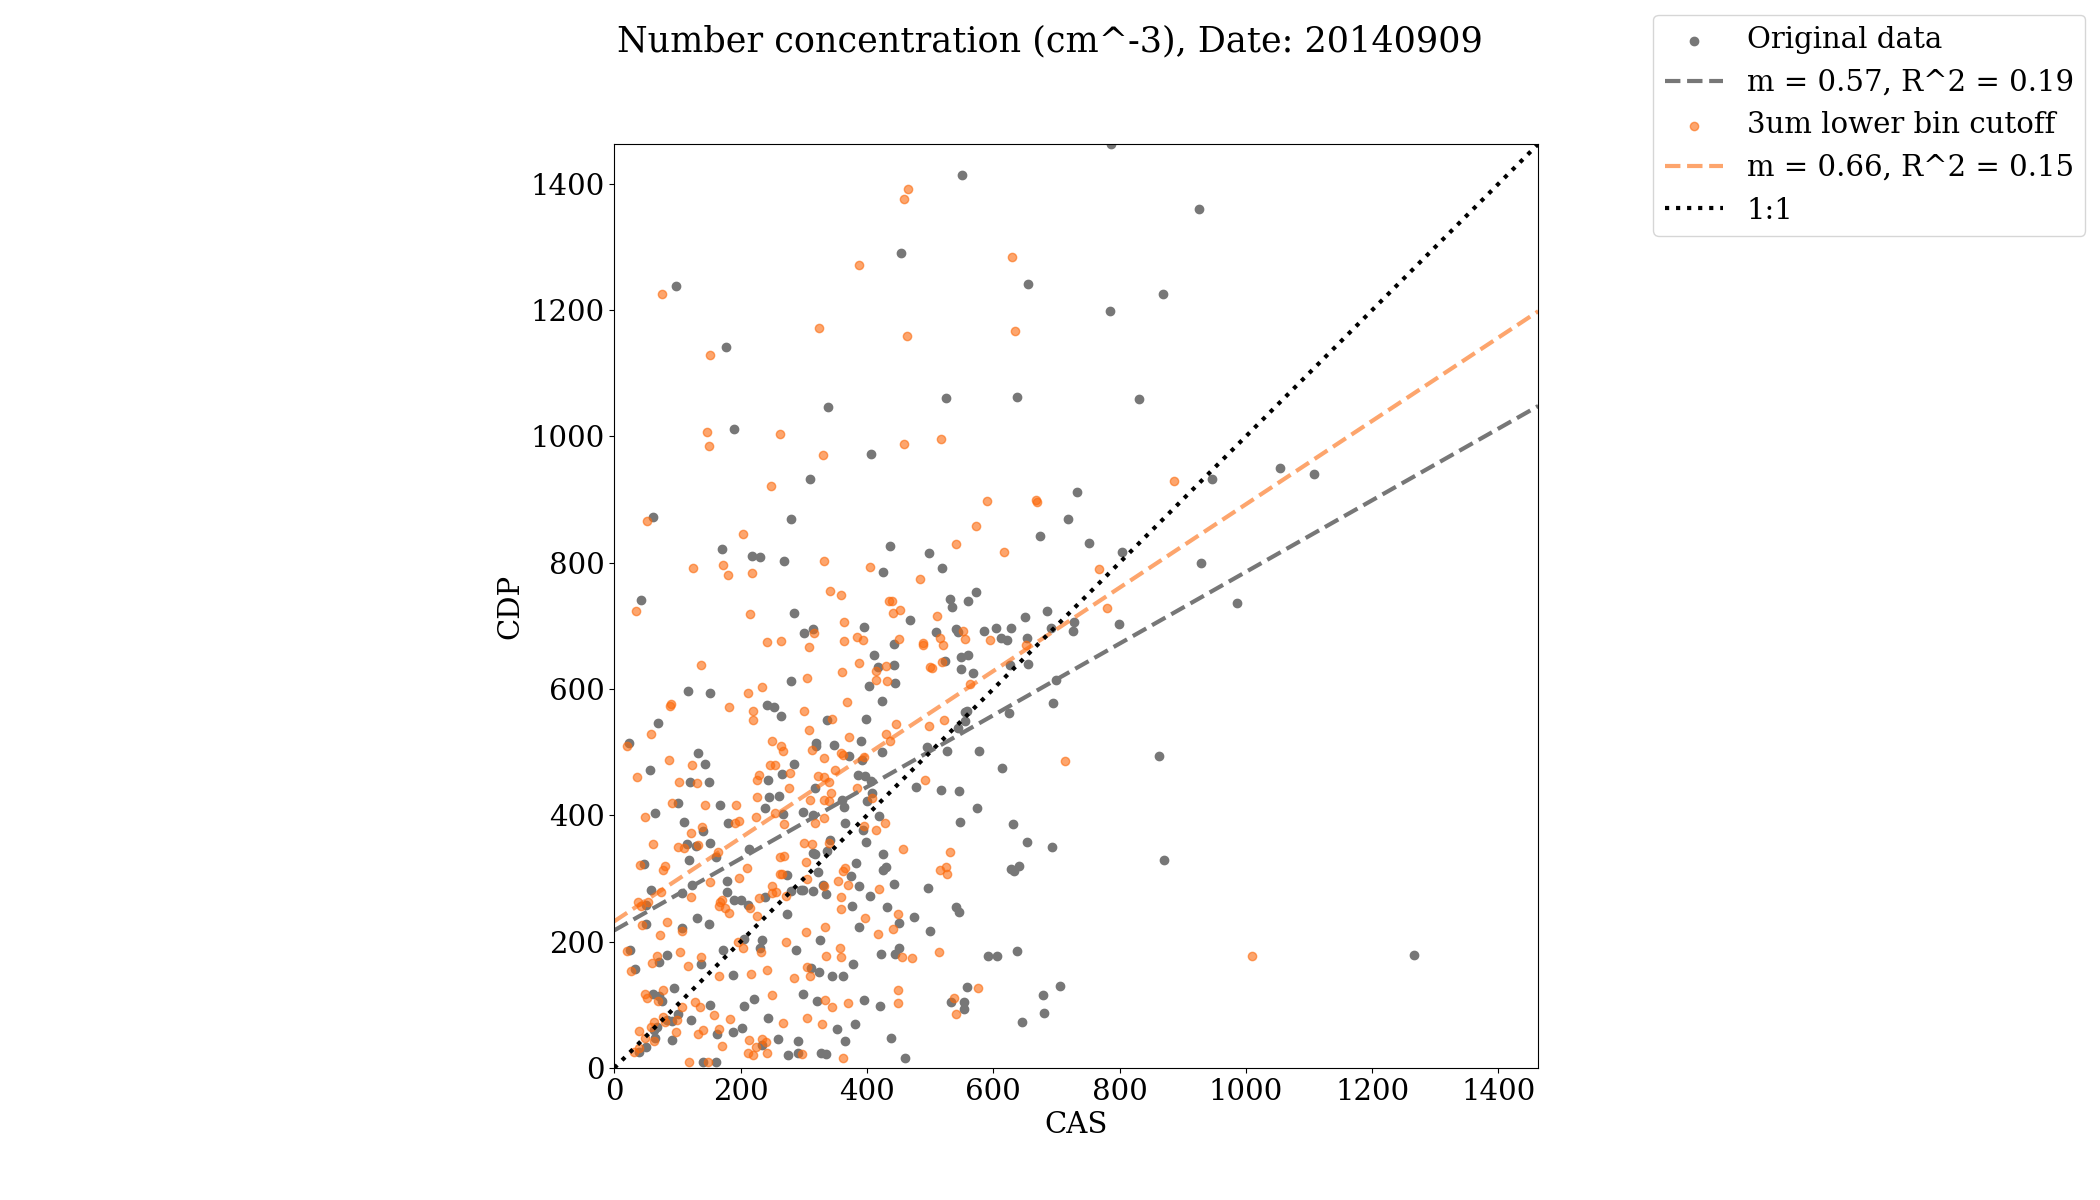 Number concentration (cm^-3), Date: 20140909
Original data
m = 0.57, R^2 = 0.19
3um lower bin cutoff
m = 0.66, R^2 = 0.15
1:1
1400
1200
1000
800
600
400
200
0
CDP
0 200 400 600 800 1000 1200 1400
CAS